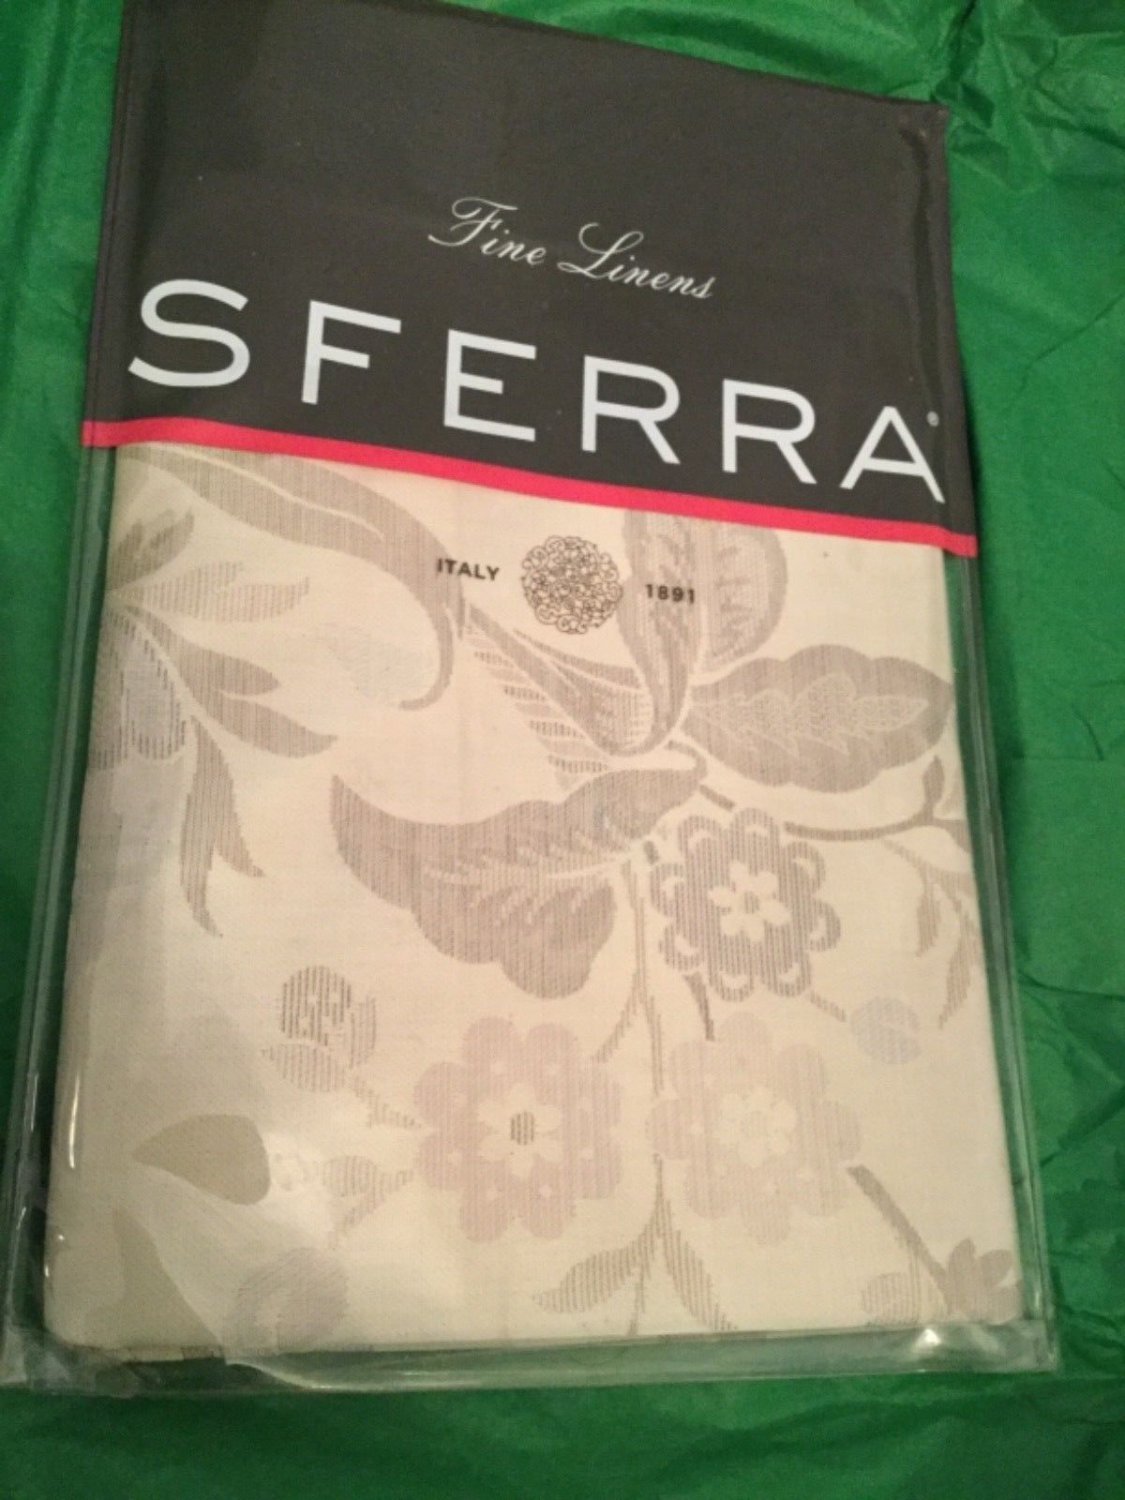 Fine Linens
SFERRA®
ITALY 1891